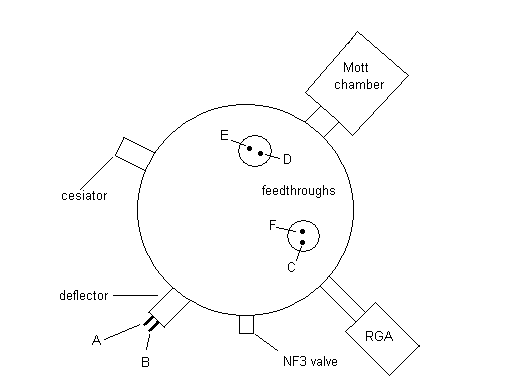 Mott
chamber
E
D
cesiator
feedthroughs
F
C
deflector
A
B
RGA
NF3 valve